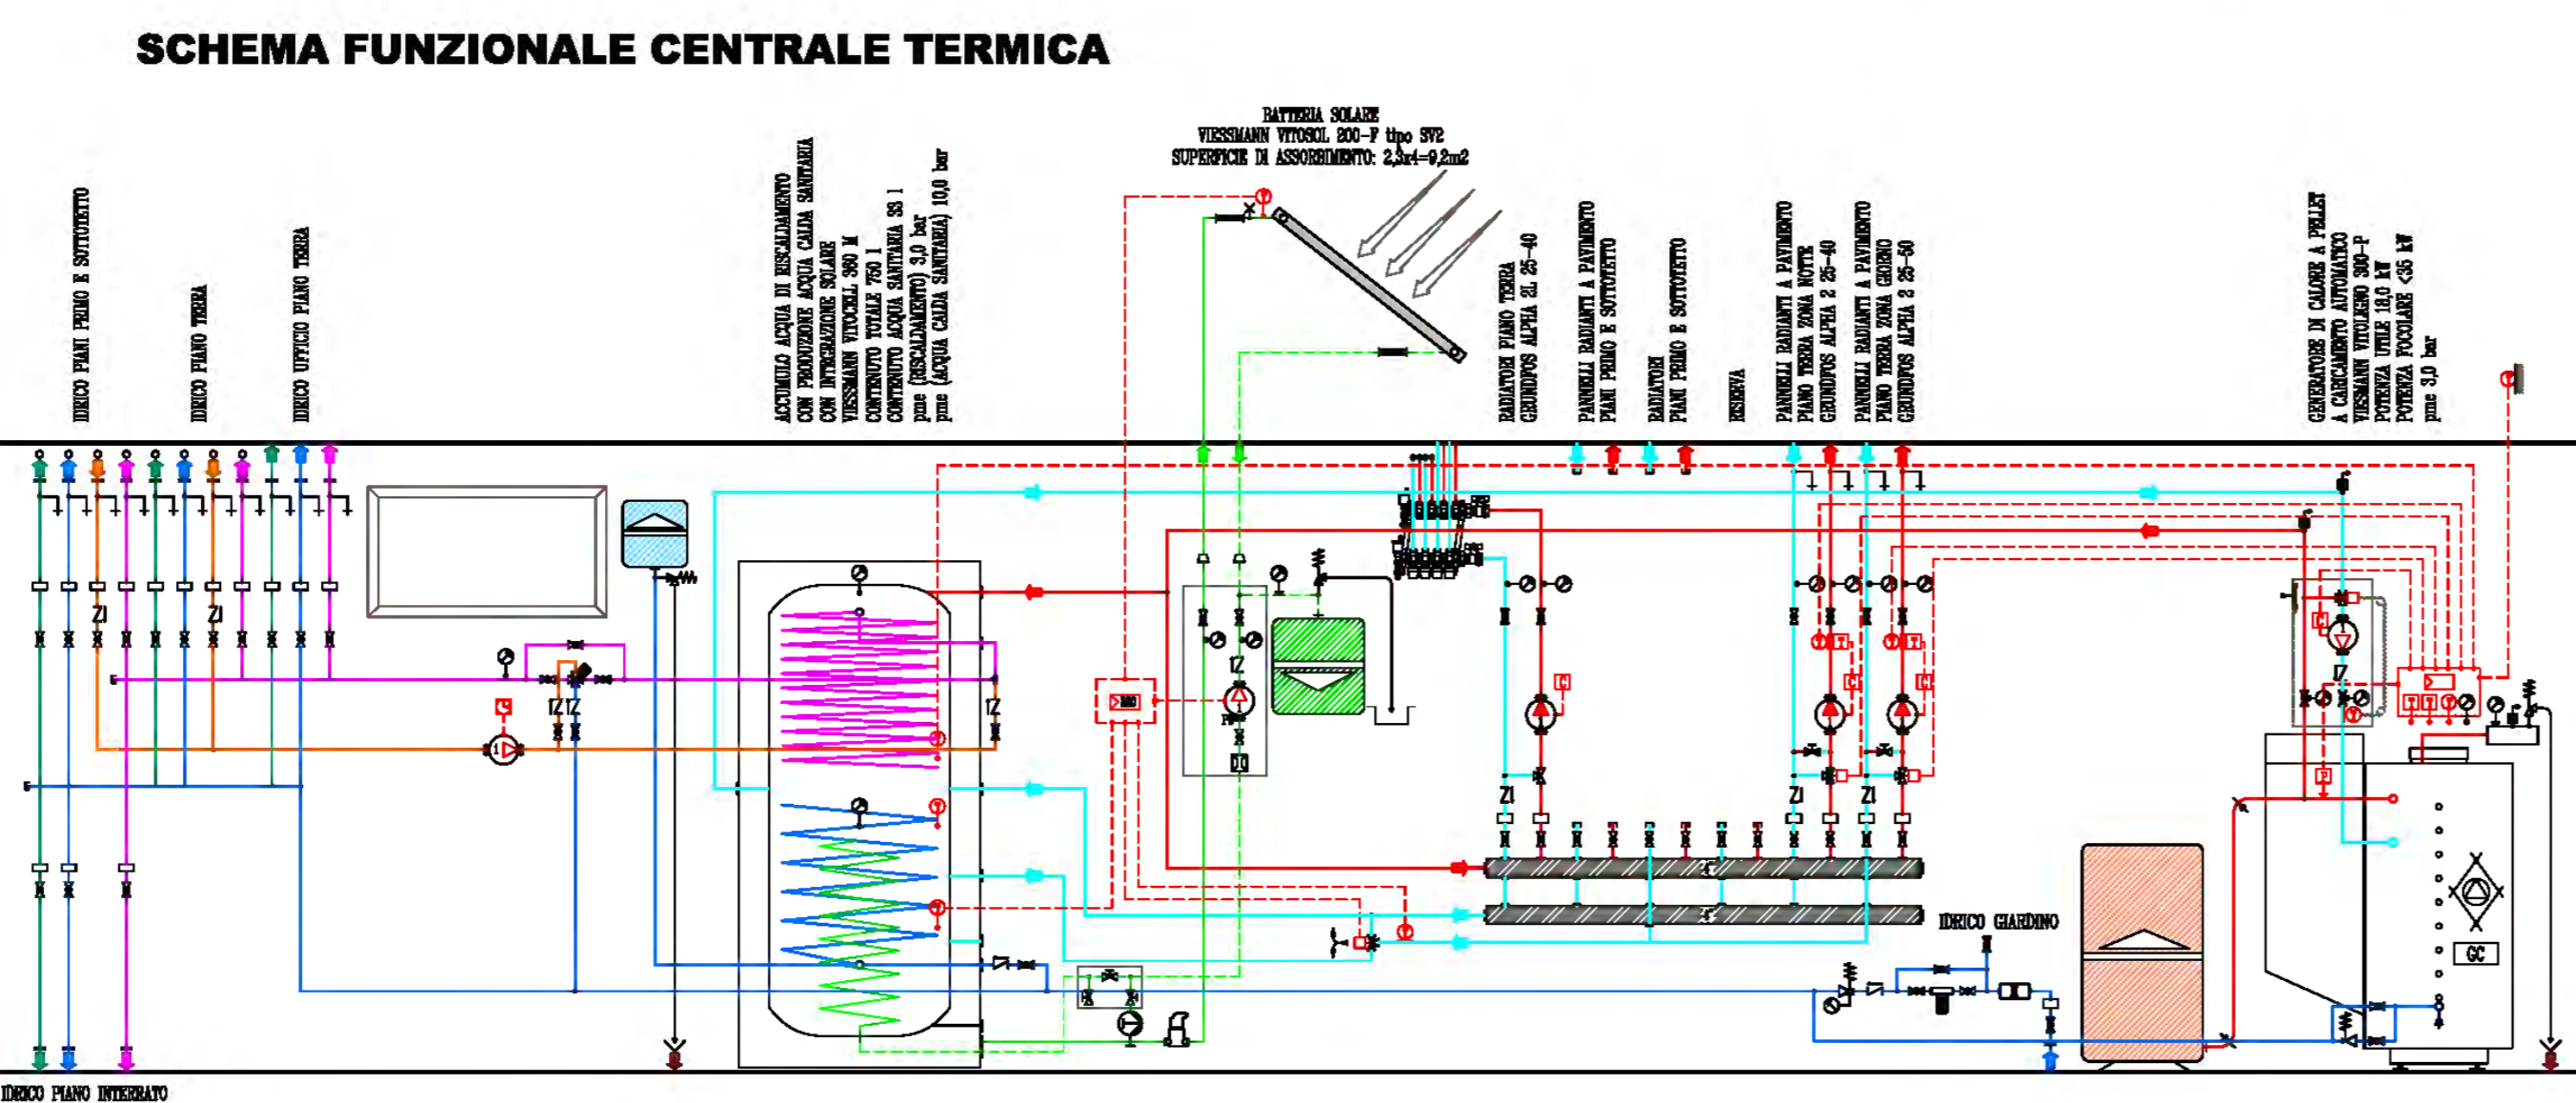 SCHEMA FUNZIONALE CENTRALE TERMICA
BATTERIA SOLARE
VIESSMANN VITOSOL 200-F tipo SV2
SUPERFICIE DI ASSORBIMENTO: 2,3x4=9,2m2
IDRICO PIANI PRIMO E SOTTOTETTO
IDRICO PIANO TERRA
IDRICO UFFICIO PIANO TERRA
ACCUMULO ACQUA DI RISCALDAMENTO
CON PRODUZIONE ACQUA CALDA SANITARIA
CON INTEGRAZIONE SOLARE
VIESSMANN VITOCELL 360 M
CONTENUTO TOTALE 750 l
CONTENUTO ACQUA SANITARIA 33 l
pme (RISCALDAMENTO) 3,0 bar
pme (ACQUA CALDA SANITARIA) 10,0 bar
RADIATORI PIANO TERRA
GRUNDFOS ALPHA 2L 25-40
PANNELLI RADIANTI A PAVIMENTO
PIANI PRIMO E SOTTOTETTO
RADIATORI
PIANI PRIMO E SOTTOTETTO
RISERVA
PANNELLI RADIANTI A PAVIMENTO
PIANO TERRA ZONA NOTTE
GRUNDFOS ALPHA 2 25-40
PANNELLI RADIANTI A PAVIMENTO
PIANO TERRA ZONA GIORNO
GRUNDFOS ALPHA 2 25-60
GENERATORE DI CALORE A PELLET
A CARICAMENTO AUTOMATICO
VIESMANN VITOLIGNO 300-P
POTENZA UTILE 18,0 kW
POTENZA FOCOLARE <35 kW
pme 3,0 bar
IDRICO GIARDINO
GC
IDRICO PIANO INTERRATO